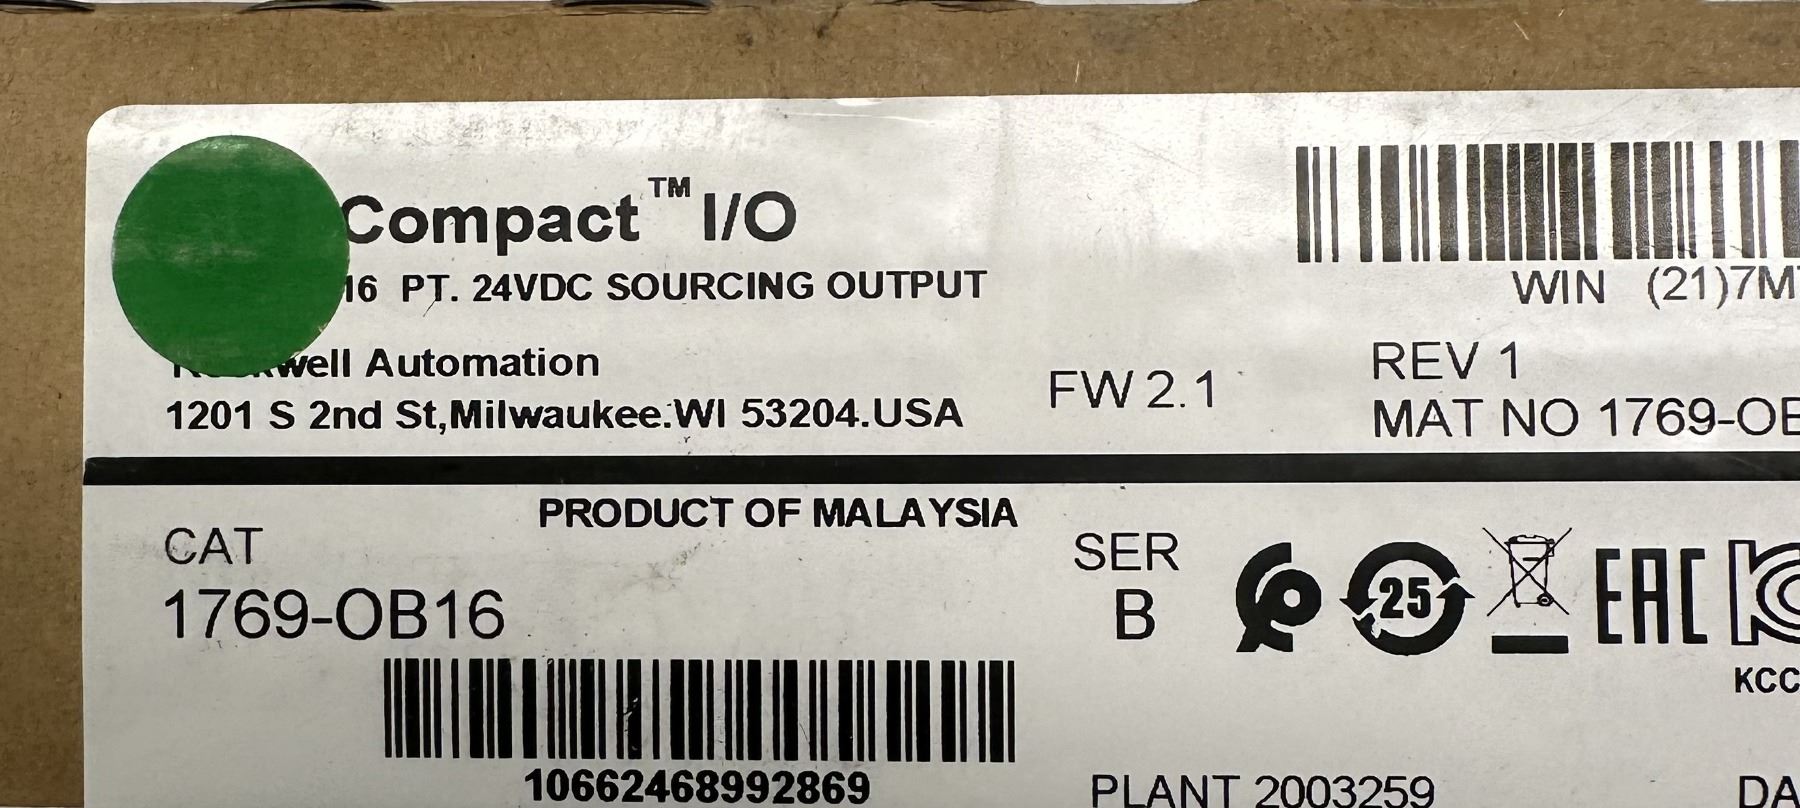 Compact™ I/O
16 PT. 24VDC SOURCING OUTPUT
Automation
1201 S 2nd St,Milwaukee.WI 53204.USA
FW 2.1
WIN (21)7M
REV 1
MAT NO 1769-OB
PRODUCT OF MALAYSIA
CAT
1769-OB16
10662468992869
SER
B
25
EAC
KCC
PLANT 2003259
DA